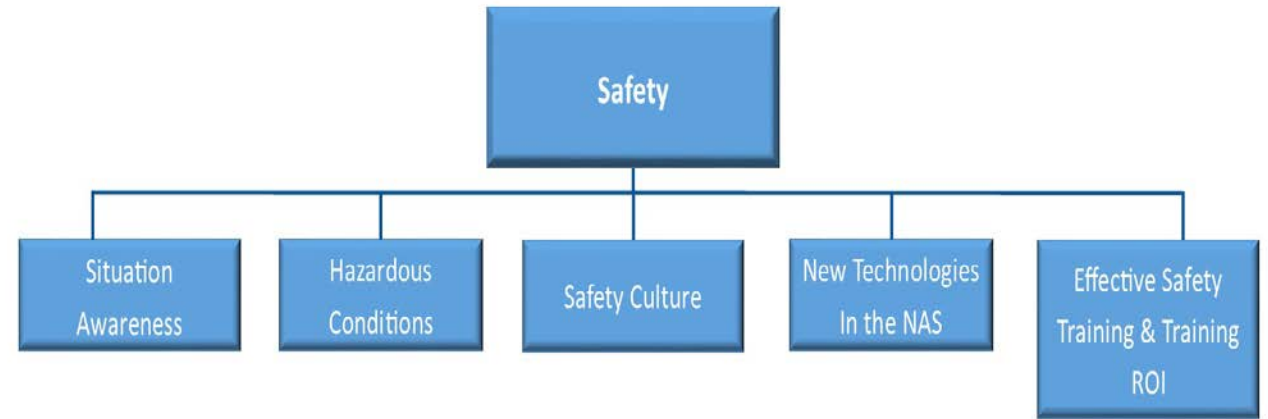 Safety
Situation
Awareness
Hazardous
Conditions
Safety Culture
New Technologies
In the NAS
Effective Safety
Training & Training
ROI